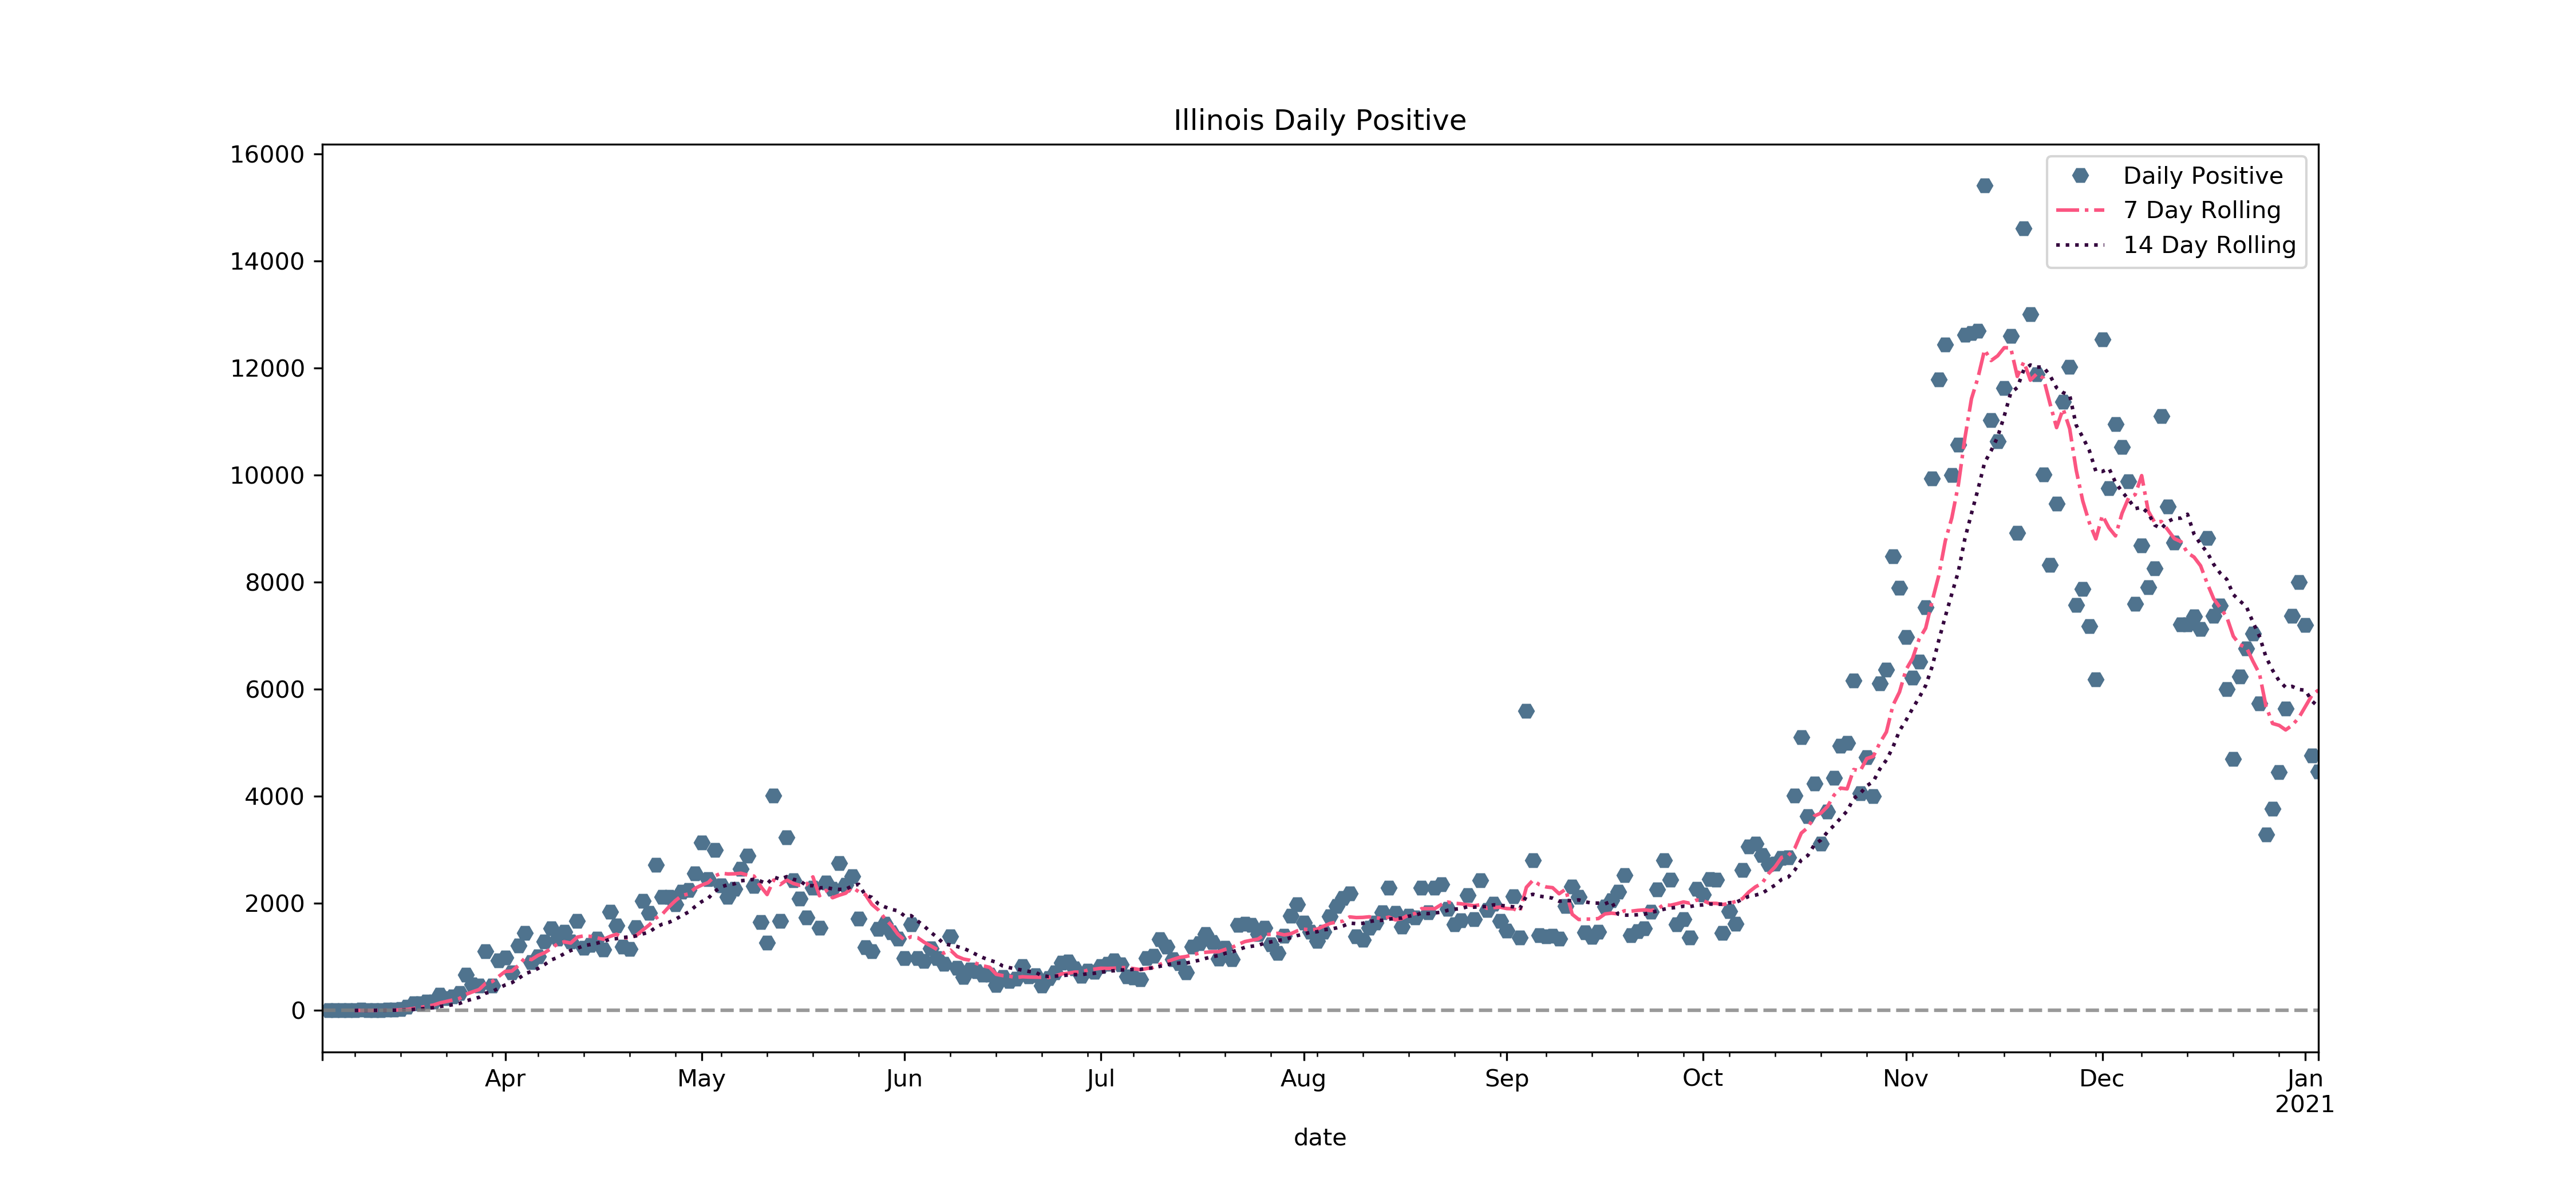 Illinois Daily Positive
16000
14000
12000
10000
8000
6000
4000
2000
0
Daily Positive
7 Day Rolling
14 Day Rolling
Apr May Jun Jul Aug Sep Oct Nov Dec Jan
2021
date